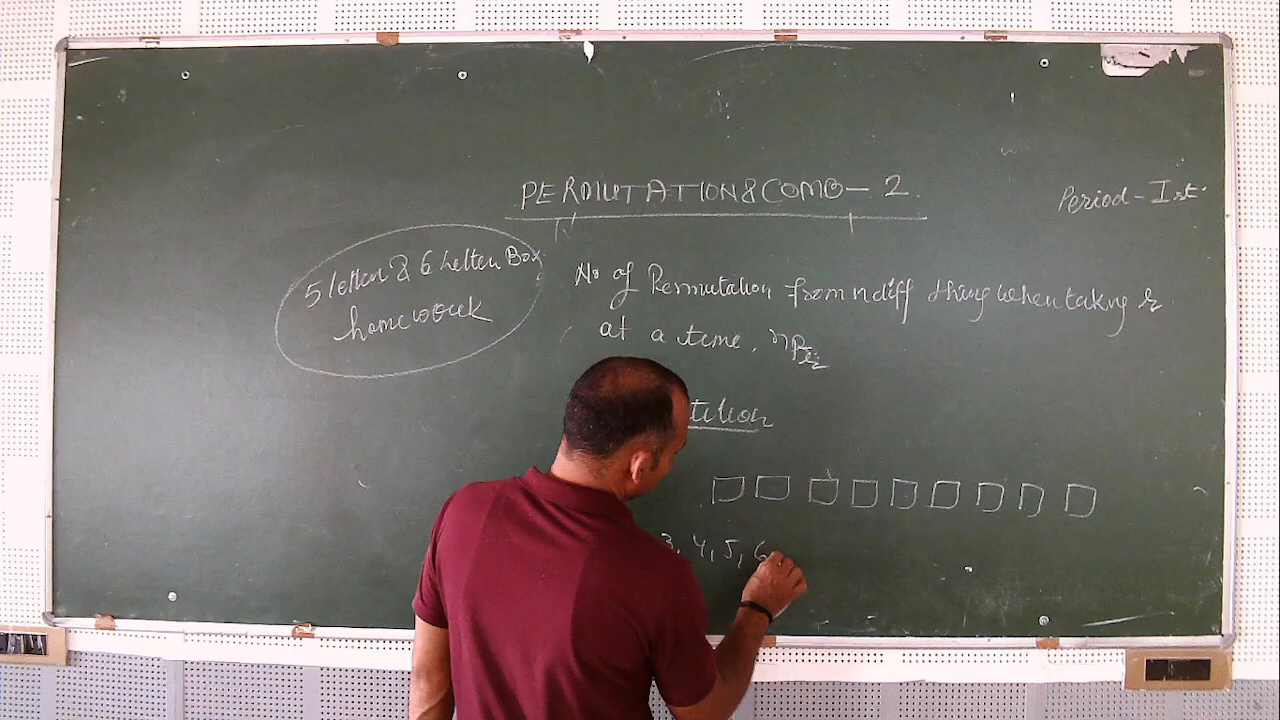 PERMUTATION&COMB-2.
Period-Ist
5 letter & 6 letter Box
homework
No of Permutation from n diff thing when taking r
at a time, nPr
tition
3, 4, 5, 6